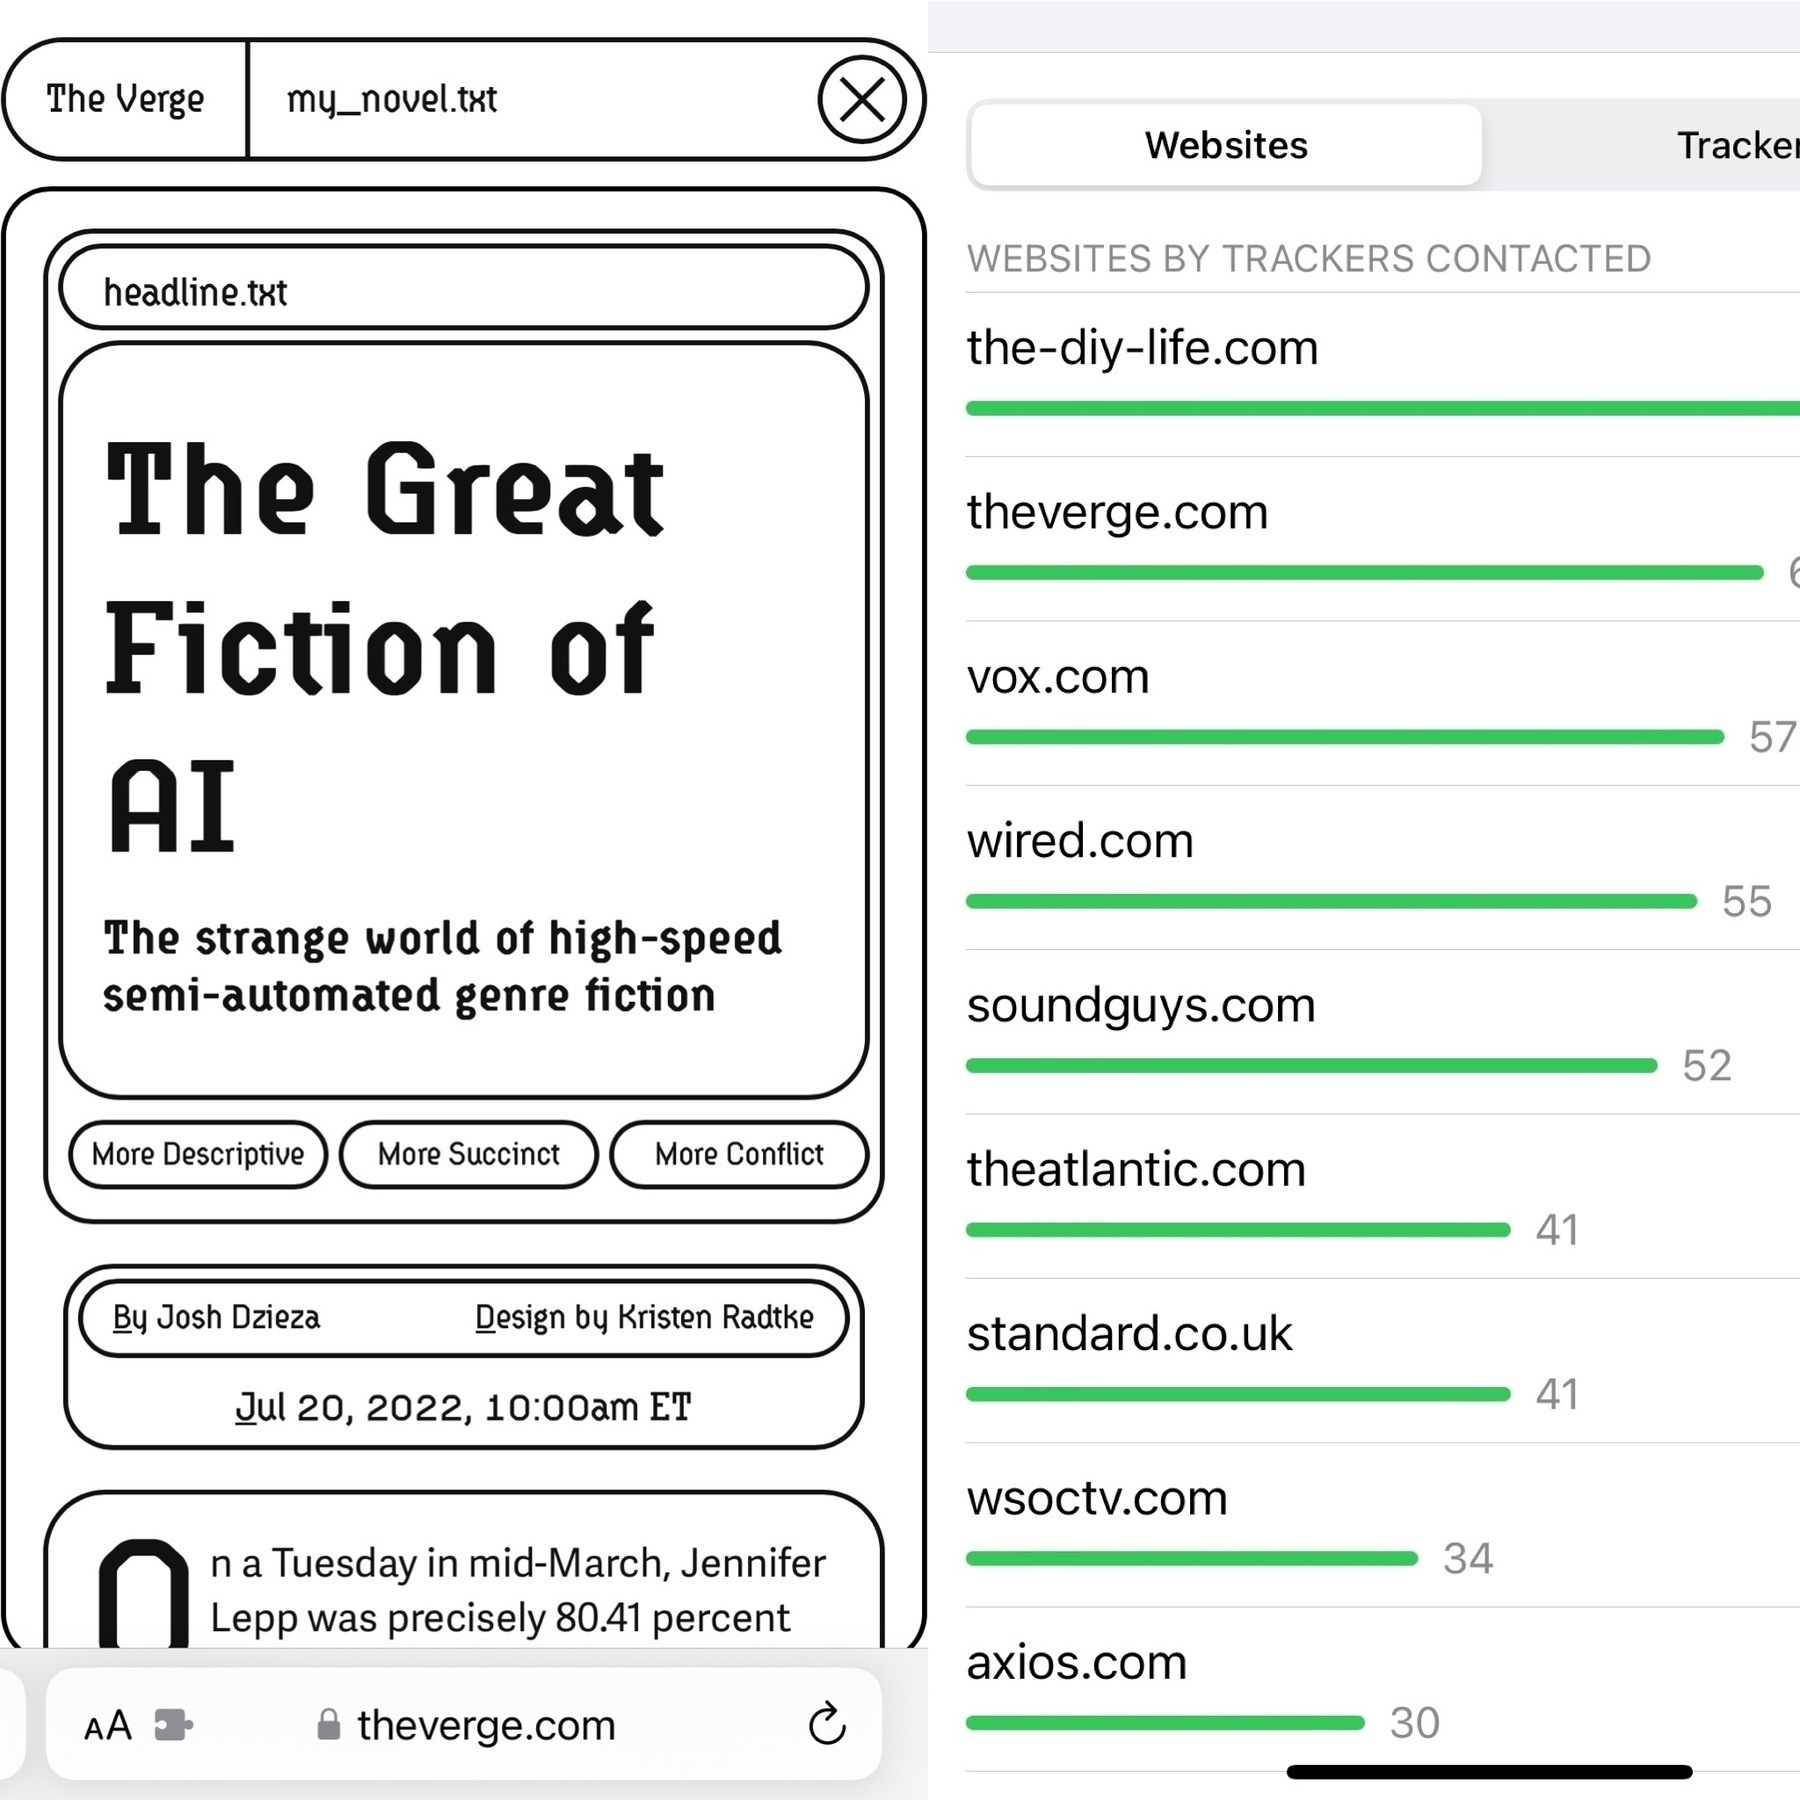 The Verge
my_novel.txt
headline.txt
The Great
Fiction of
AI
The strange world of high-speed
semi-automated genre fiction
More Descriptive
More Succinct
More Conflict
By Josh Dzieza
Design by Kristen Radtke
Jul 20, 2022, 10:00am ET
On a Tuesday in mid-March, Jennifer
Lepp was precisely 80.41 percent
AA
theverge.com
Websites
WEBSITES BY TRACKERS CONTACTED
the-diy-life.com
theverge.com
vox.com
57
wired.com
55
soundguys.com
52
theatlantic.com
41
standard.co.uk
41
wsoctv.com
34
axios.com
30